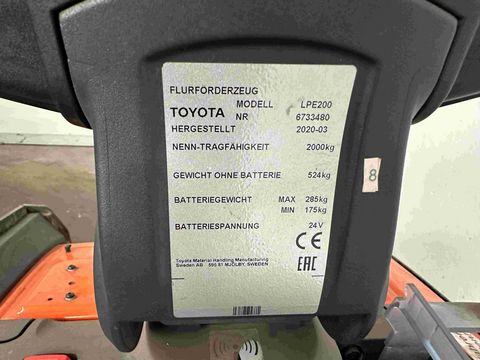 FLURFÖRDERZEUG
TOYOTA MODELL LPE200
NR 6733480
HERGESTELLT 2020-03
NENN-TRAGFÄHIGKEIT 2000kg
GEWICHT OHNE BATTERIE 524kg
BATTERIEGEWICHT MAX 285kg
MIN 175kg
BATTERIESPANNUNG 24V
Toyota Material Handling Manufacturing
Sweden AB 595 81 MJÖLBY, SWEDEN
CE
EAC
8